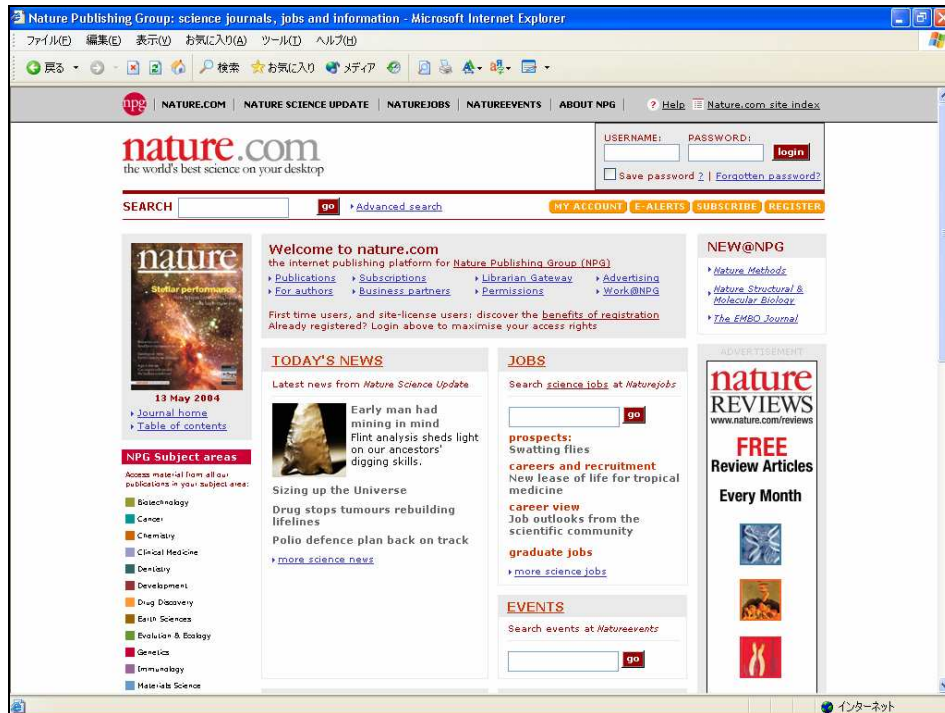 Nature Publishing Group: science journals, jobs and information - Microsoft Internet Explorer
ファイル(F) 編集(E) 表示(V) お気に入り(A) ツール(T) ヘルプ(H)
戻る 検索 お気に入り メディア
npg | NATURE.COM | NATURE SCIENCE UPDATE | NATUREJOBS | NATUREEVENTS | ABOUT NPG | ? Help Nature.com site index
nature.com
the world's best science on your desktop
USERNAME: PASSWORD:
login
Save password ? | Forgotten password?
SEARCH go Advanced search
MY ACCOUNT E-ALERTS SUBSCRIBE REGISTER
nature
Stellar performance
13 May 2004
Journal home
Table of contents
NPG Subject areas
Access material from all our
publications in your subject area:
Biotechnology
Cancer
Chemistry
Clinical Medicine
Dentistry
Development
Drug Discovery
Earth Sciences
Evolution & Ecology
Genetics
Immunology
Materials Science
Welcome to nature.com
the internet publishing platform for Nature Publishing Group (NPG)
Publications Subscriptions Librarian Gateway Advertising
For authors Business partners Permissions Work@NPG
First time users, and site-license users: discover the benefits of registration
Already registered? Login above to maximise your access rights
TODAY'S NEWS
Latest news from Nature Science Update
Early man had
mining in mind
Flint analysis sheds light
on our ancestors'
digging skills.
Sizing up the Universe
Drug stops tumours rebuilding
lifelines
Polio defence plan back on track
more science news
JOBS
Search science jobs at Naturejobs
go
prospects:
Swatting flies
careers and recruitment
New lease of life for tropical
medicine
career view
Job outlooks from the
scientific community
graduate jobs
more science jobs
EVENTS
Search events at Natureevents
go
NEW@NPG
Nature Methods
Nature Structural &
Molecular Biology
The EMBO Journal
ADVERTISEMENT
nature
REVIEWS
www.nature.com/reviews
FREE
Review Articles
Every Month
インターネット